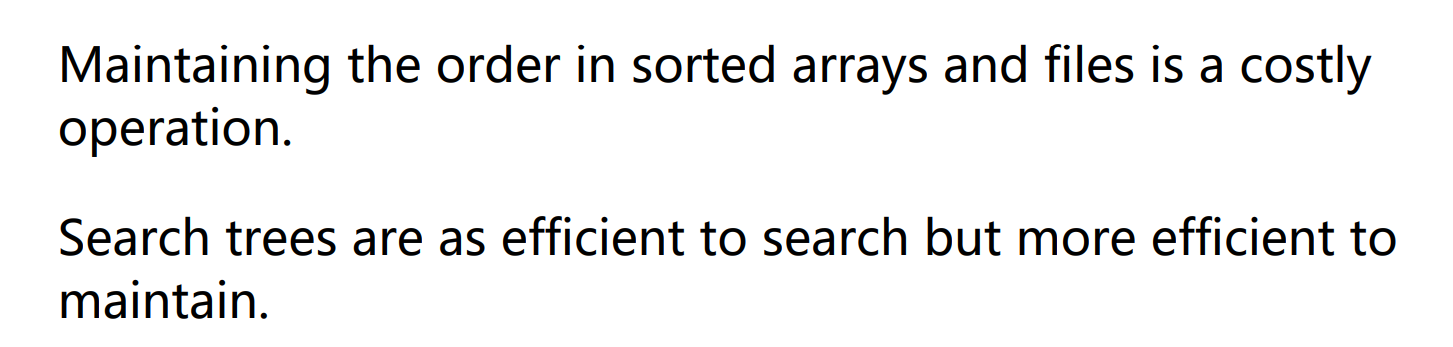 Maintaining the order in sorted arrays and files is a costly
operation.
Search trees are as efficient to search but more efficient to
maintain.